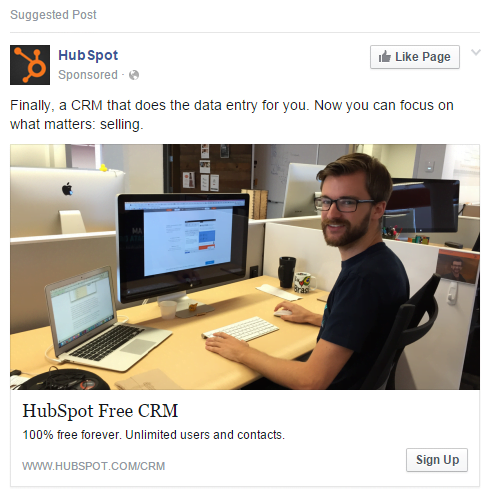 Suggested Post
HubSpot
Like Page
Sponsored ·
Finally, a CRM that does the data entry for you. Now you can focus on
what matters: selling.
HubSpot Free CRM
100% free forever. Unlimited users and contacts.
WWW.HUBSPOT.COM/CRM
Sign Up